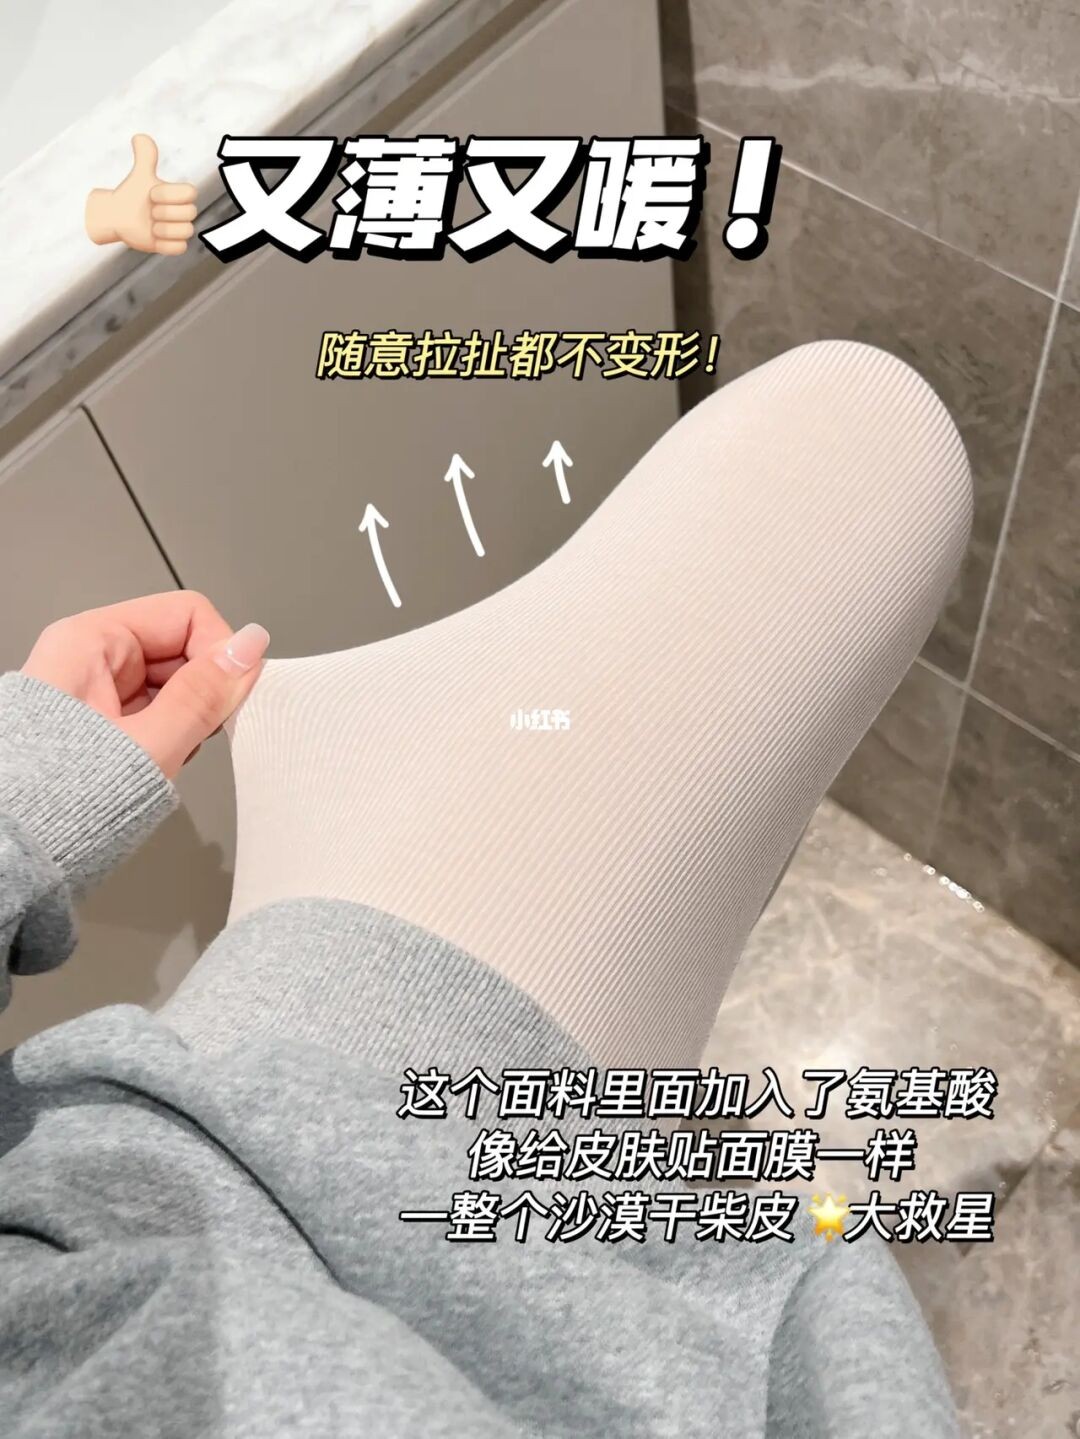 又薄又暖！
随意拉扯都不变形！
小红书
这个面料里面加入了氨基酸
像给皮肤贴面膜一样
一整个沙漠干柴皮🌟大救星